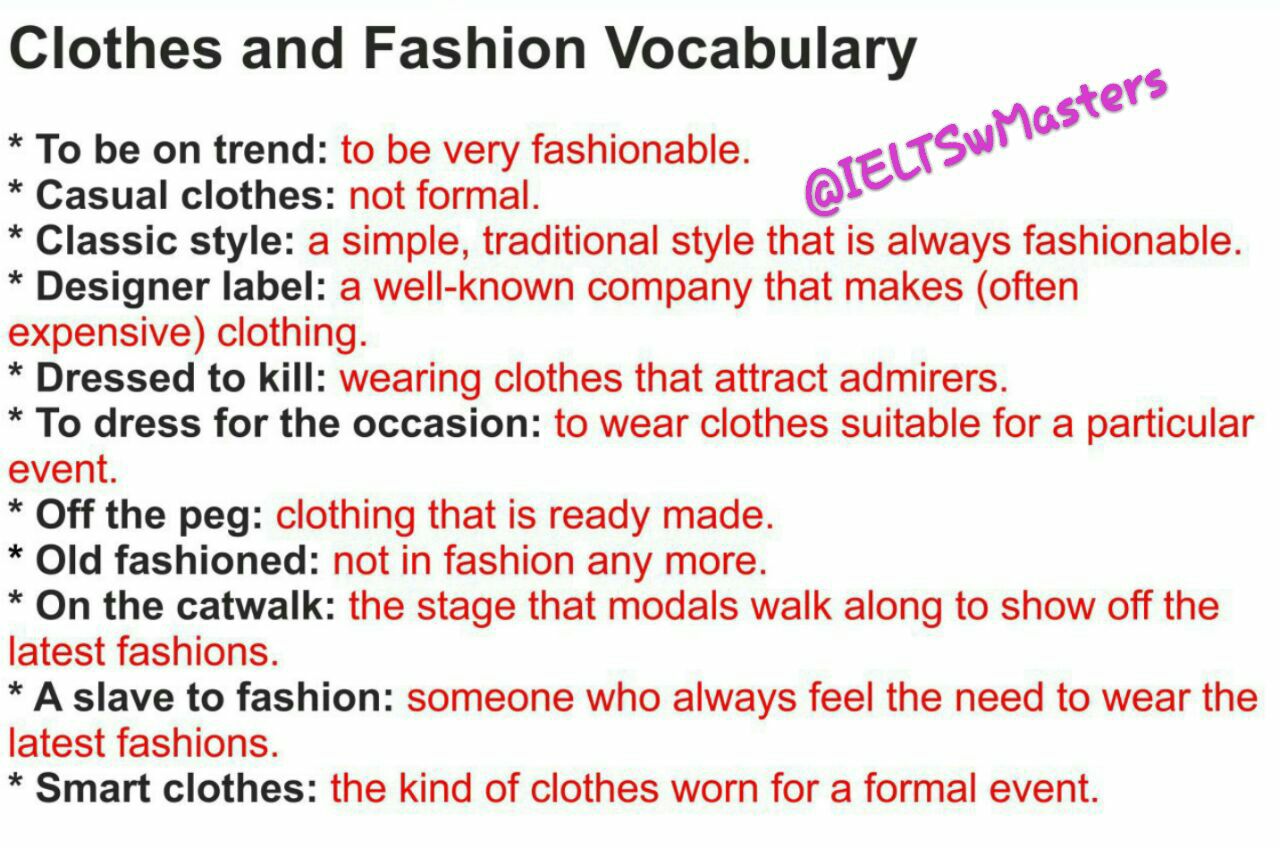 Clothes and Fashion Vocabulary
@IELTSwMasters
* To be on trend: to be very fashionable.
* Casual clothes: not formal.
* Classic style: a simple, traditional style that is always fashionable.
* Designer label: a well-known company that makes (often
expensive) clothing.
* Dressed to kill: wearing clothes that attract admirers.
* To dress for the occasion: to wear clothes suitable for a particular
event.
* Off the peg: clothing that is ready made.
* Old fashioned: not in fashion any more.
* On the catwalk: the stage that modals walk along to show off the
latest fashions.
* A slave to fashion: someone who always feel the need to wear the
latest fashions.
* Smart clothes: the kind of clothes worn for a formal event.